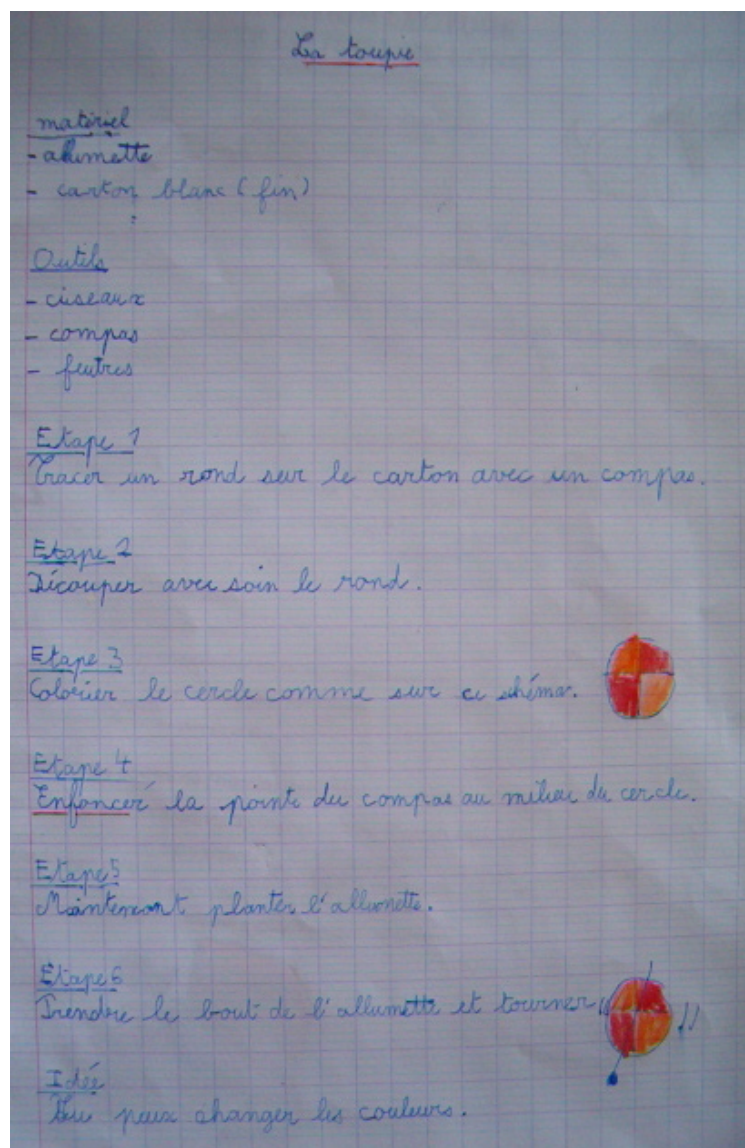 La toupie
matériel
- alumette
- carton blanc (fin)
Outils
- ciseaux
- compas
- feutres
Etape 1
Tracer un rond sur le carton avec un compas.
Etape 2
Découper avec soin le rond.
Etape 3
Colorier le cercle comme sur ce schéma.
Etape 4
Enfoncer la pointe du compas au milieu du cercle.
Etape 5
Maintenant planter l'allumette.
Etape 6
Prendre le bout de l'allumette et tourner
Idée
Tu peux changer les couleurs.